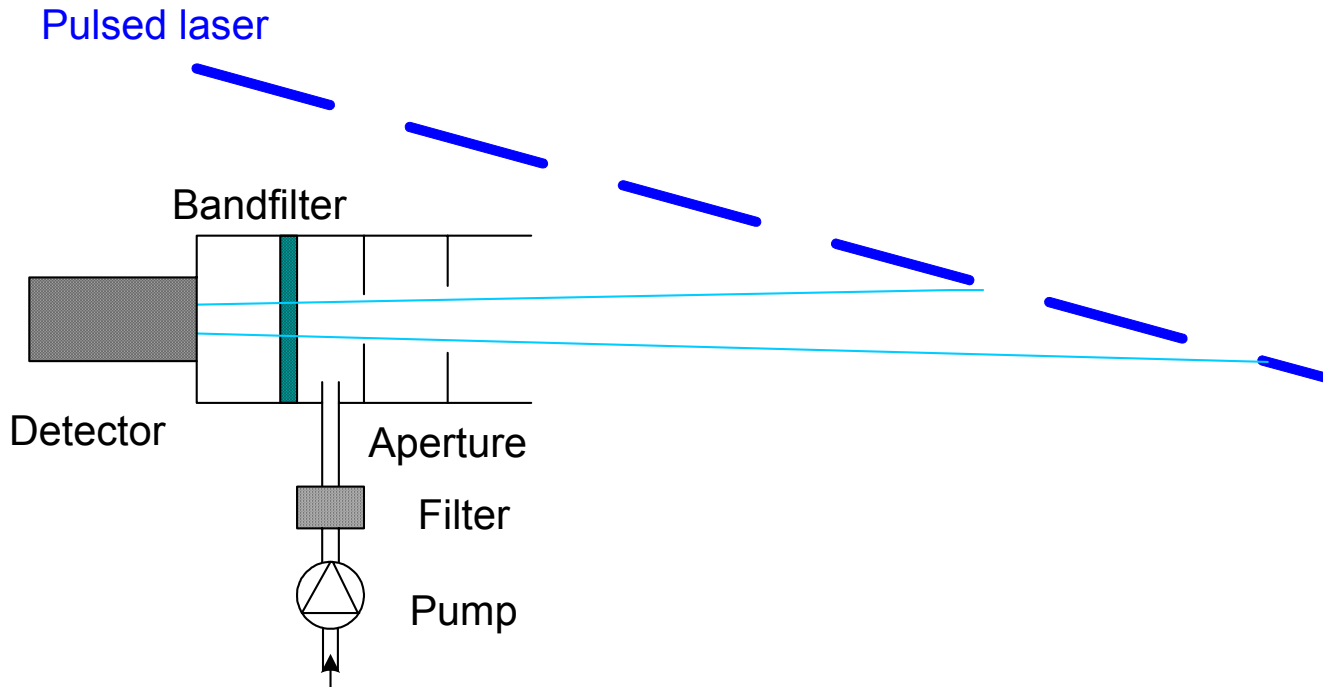 Pulsed laser
Bandfilter
Detector
Aperture
Filter
Pump